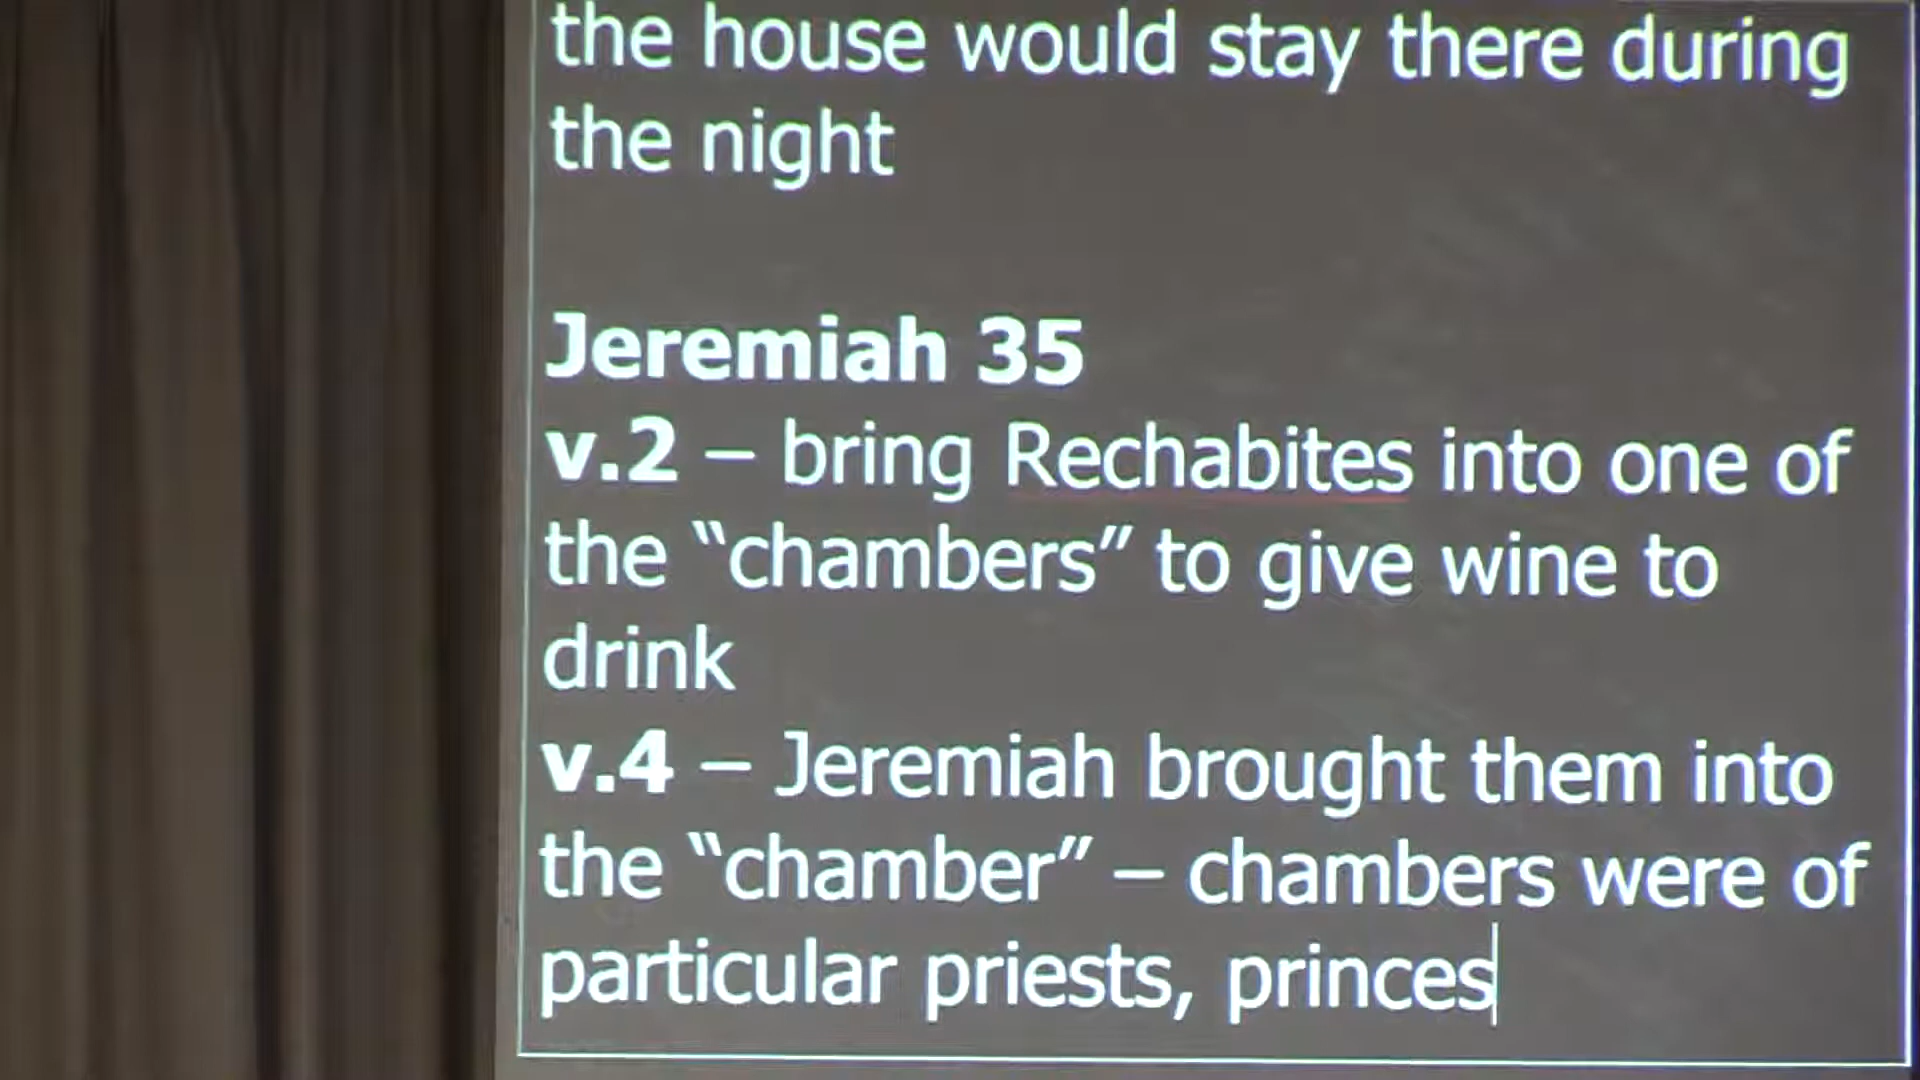 the house would stay there during
the night
Jeremiah 35
v.2 – bring Rechabites into one of
the “chambers” to give wine to
drink
v.4 – Jeremiah brought them into
the “chamber” – chambers were of
particular priests, princes